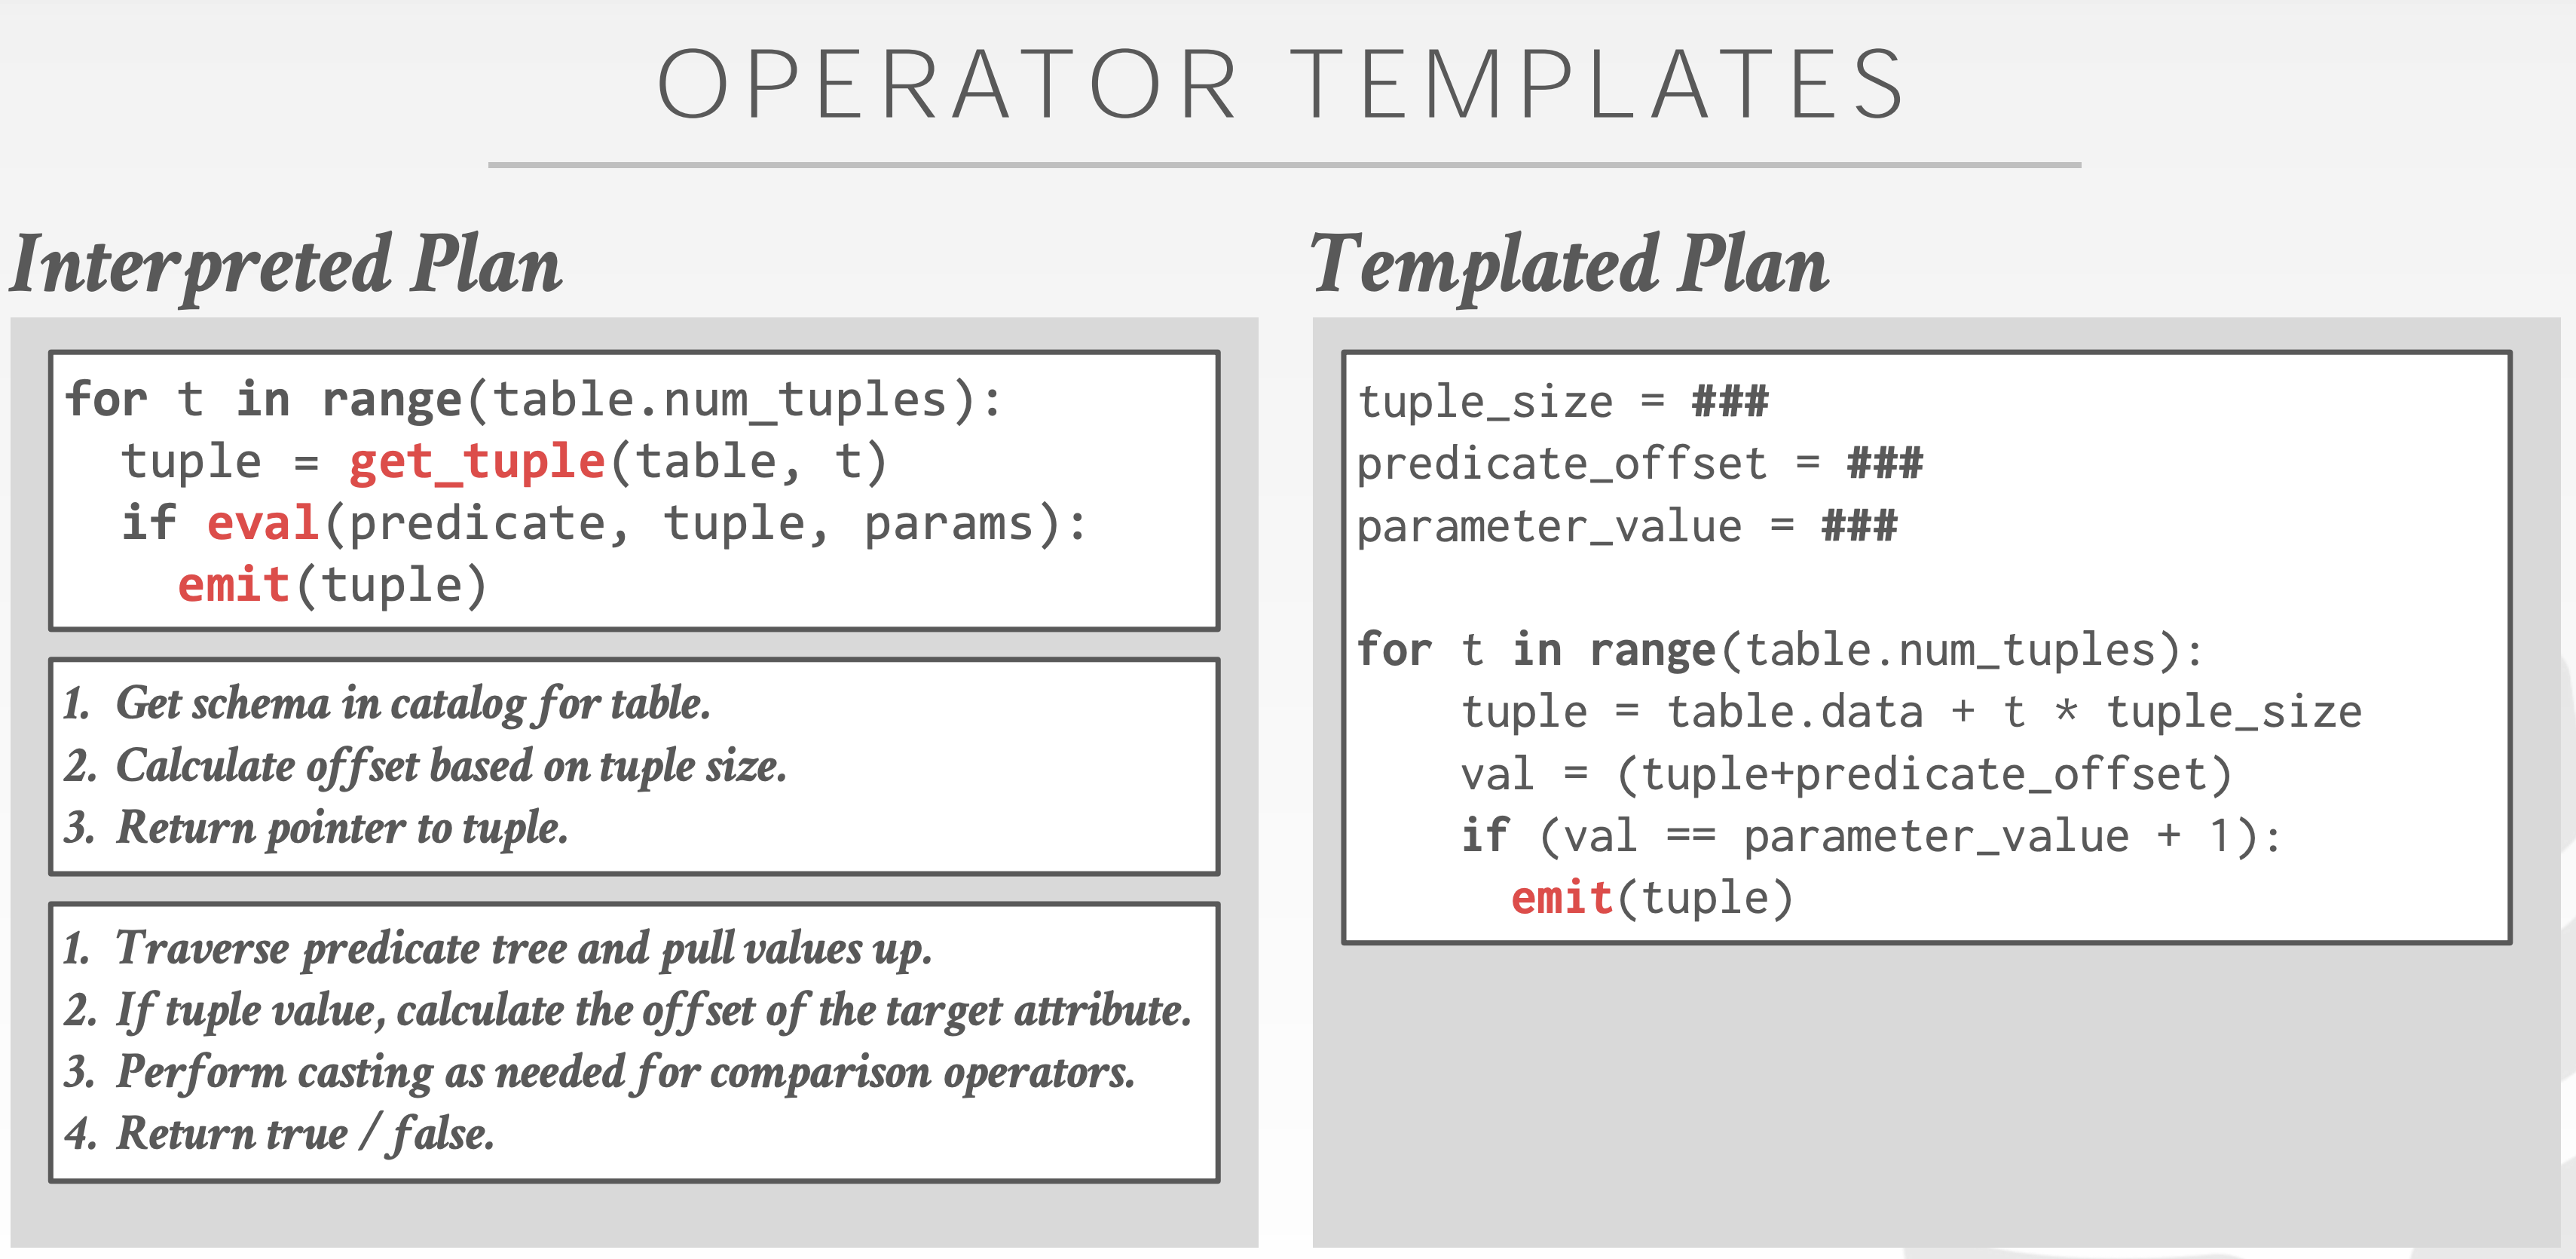 OPERATOR TEMPLATES
Interpreted Plan
for t in range(table.num_tuples):
  tuple = get_tuple(table, t)
  if eval(predicate, tuple, params):
    emit(tuple)
1. Get schema in catalog for table.
2. Calculate offset based on tuple size.
3. Return pointer to tuple.
1. Traverse predicate tree and pull values up.
2. If tuple value, calculate the offset of the target attribute.
3. Perform casting as needed for comparison operators.
4. Return true / false.
Templated Plan
tuple_size = ###
predicate_offset = ###
parameter_value = ###
for t in range(table.num_tuples):
    tuple = table.data + t * tuple_size
    val = (tuple+predicate_offset)
    if (val == parameter_value + 1):
      emit(tuple)